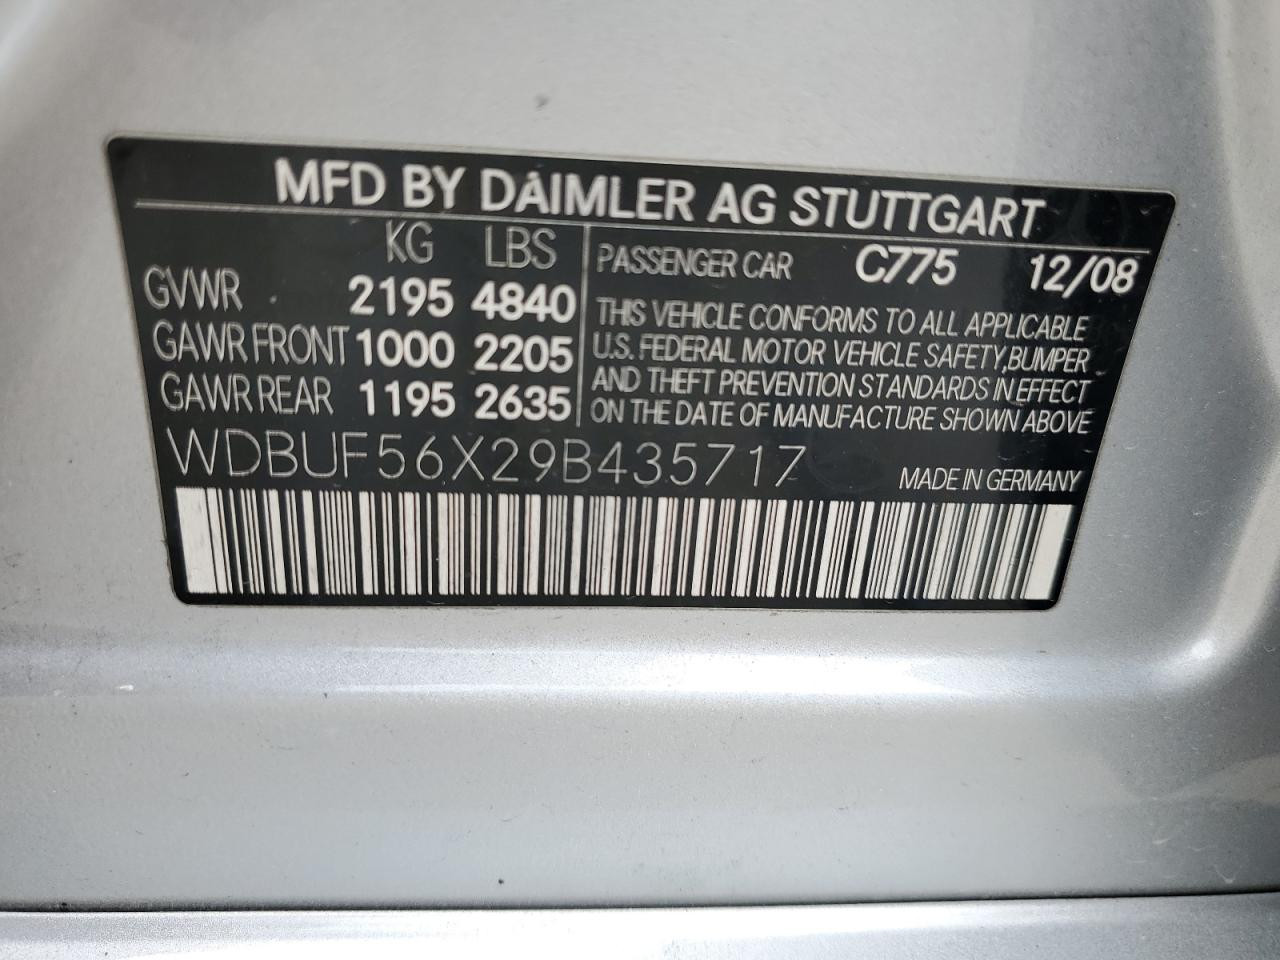 MFD BY DAIMLER AG STUTTGART
KG LBS
GVWR 2195 4840
GAWR FRONT 1000 2205
GAWR REAR 1195 2635
PASSENGER CAR C775 12/08
THIS VEHICLE CONFORMS TO ALL APPLICABLE
U.S. FEDERAL MOTOR VEHICLE SAFETY,BUMPER
AND THEFT PREVENTION STANDARDS IN EFFECT
ON THE DATE OF MANUFACTURE SHOWN ABOVE
WDBUF56X29B435717
MADE IN GERMANY